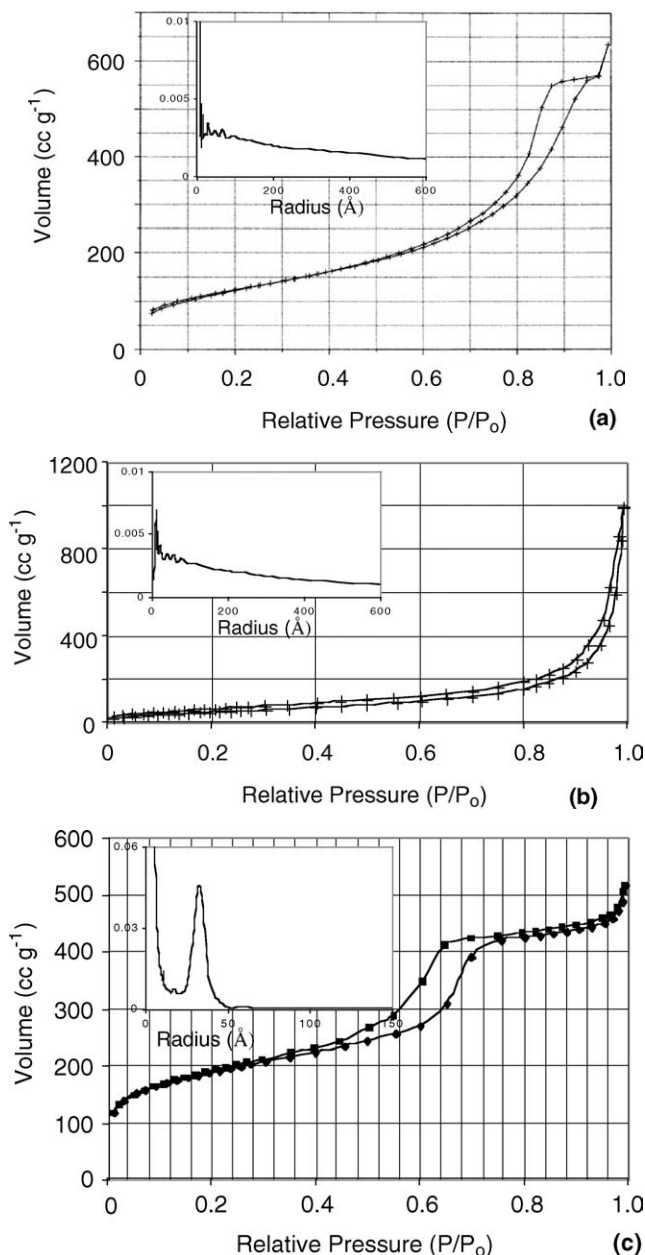 0.01
0.005
0
0 200 400 600
Radius (Å)
600
400
200
0
Volume (cc g-1)
0 0.2 0.4 0.6 0.8 1.0
Relative Pressure (P/Po) (a)
0.01
0.005
0
0 200 400 600
Radius (Å)
1200
800
400
0
Volume (cc g-1)
0 0.2 0.4 0.6 0.8 1.0
Relative Pressure (P/Po) (b)
0.06
0.03
0
0 50 100 150
Radius (Å)
600
500
400
300
200
100
0
Volume (cc g-1)
0 0.2 0.4 0.6 0.8 1.0
Relative Pressure (P/Po) (c)